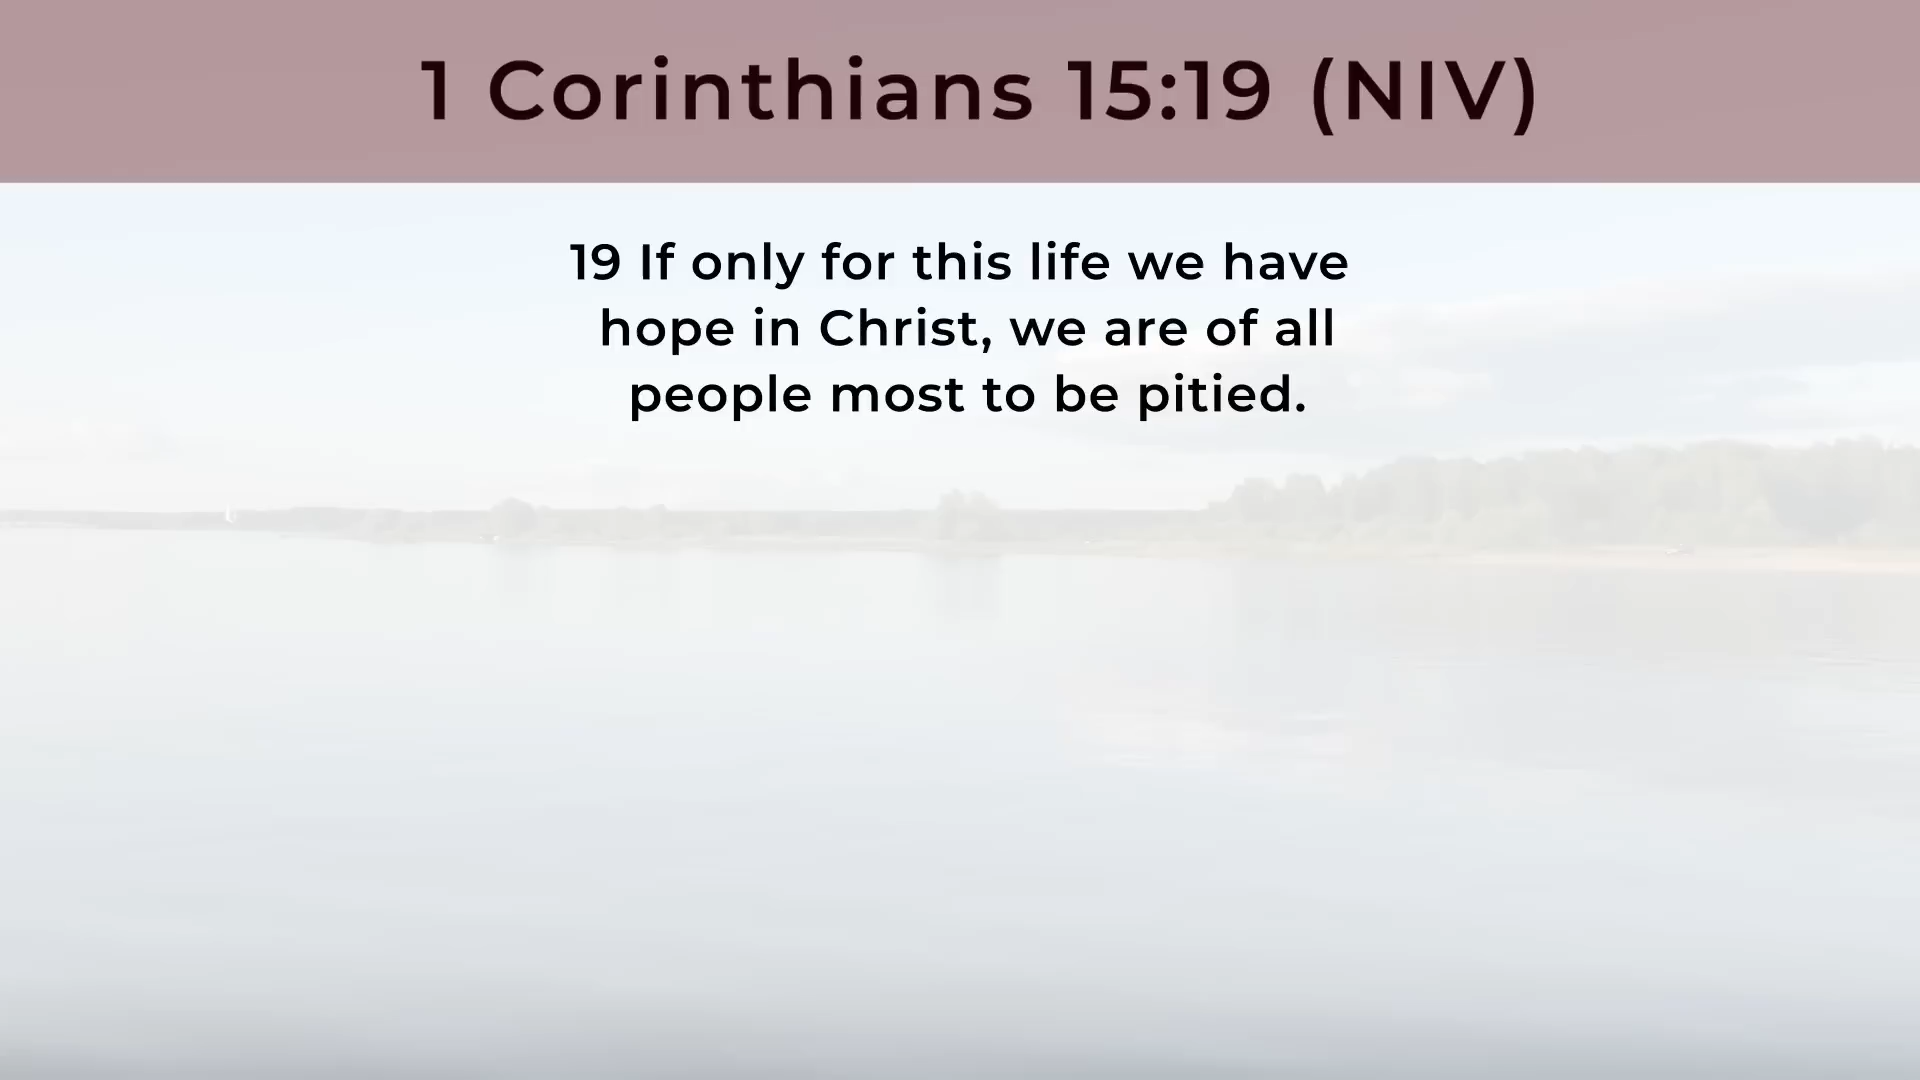 1 Corinthians 15:19 (NIV)
19 If only for this life we have
hope in Christ, we are of all
people most to be pitied.